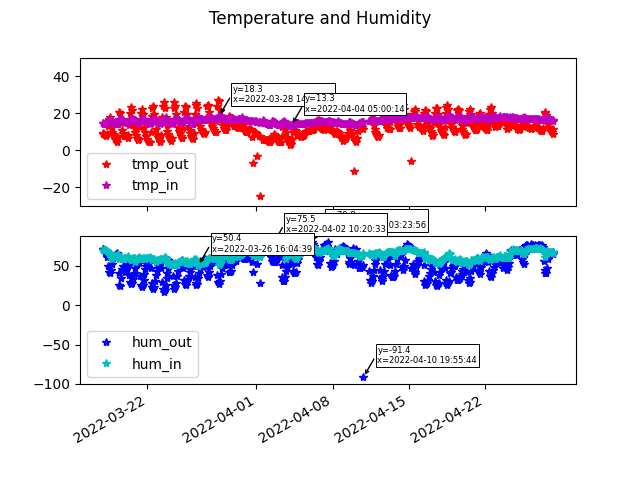 Temperature and Humidity
40
20
0
−20
y=18.3
x=2022-03-28 14
y=13.3
x=2022-04-04 05:00:14
tmp_out
tmp_in
50
0
−50
−100
y=75.5
x=2022-04-02 10:20:33
03:23:56
y=50.4
x=2022-03-26 16:04:39
y=-91.4
x=2022-04-10 19:55:44
hum_out
hum_in
2022-03-22
2022-04-01
2022-04-08
2022-04-15
2022-04-22